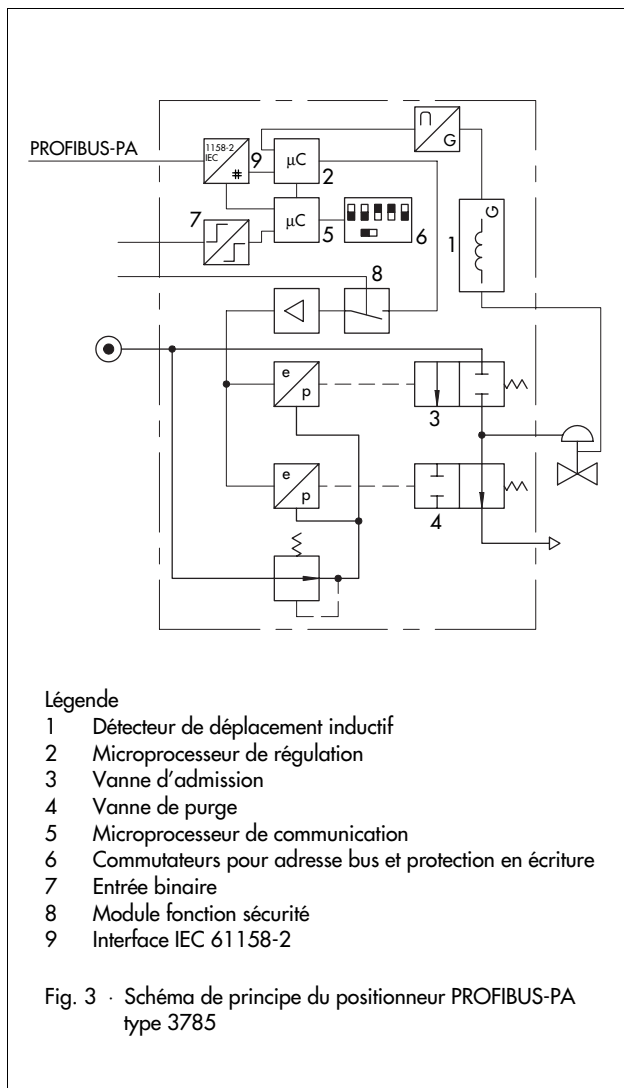 PROFIBUS-PA
1158-2
IEC
#
9
µC
2
G
G
1
7
µC
5
6
8
e
p
3
e
p
4
Légende
1 Détecteur de déplacement inductif
2 Microprocesseur de régulation
3 Vanne d'admission
4 Vanne de purge
5 Microprocesseur de communication
6 Commutateurs pour adresse bus et protection en écriture
7 Entrée binaire
8 Module fonction sécurité
9 Interface IEC 61158-2
Fig. 3 · Schéma de principe du positionneur PROFIBUS-PA
type 3785